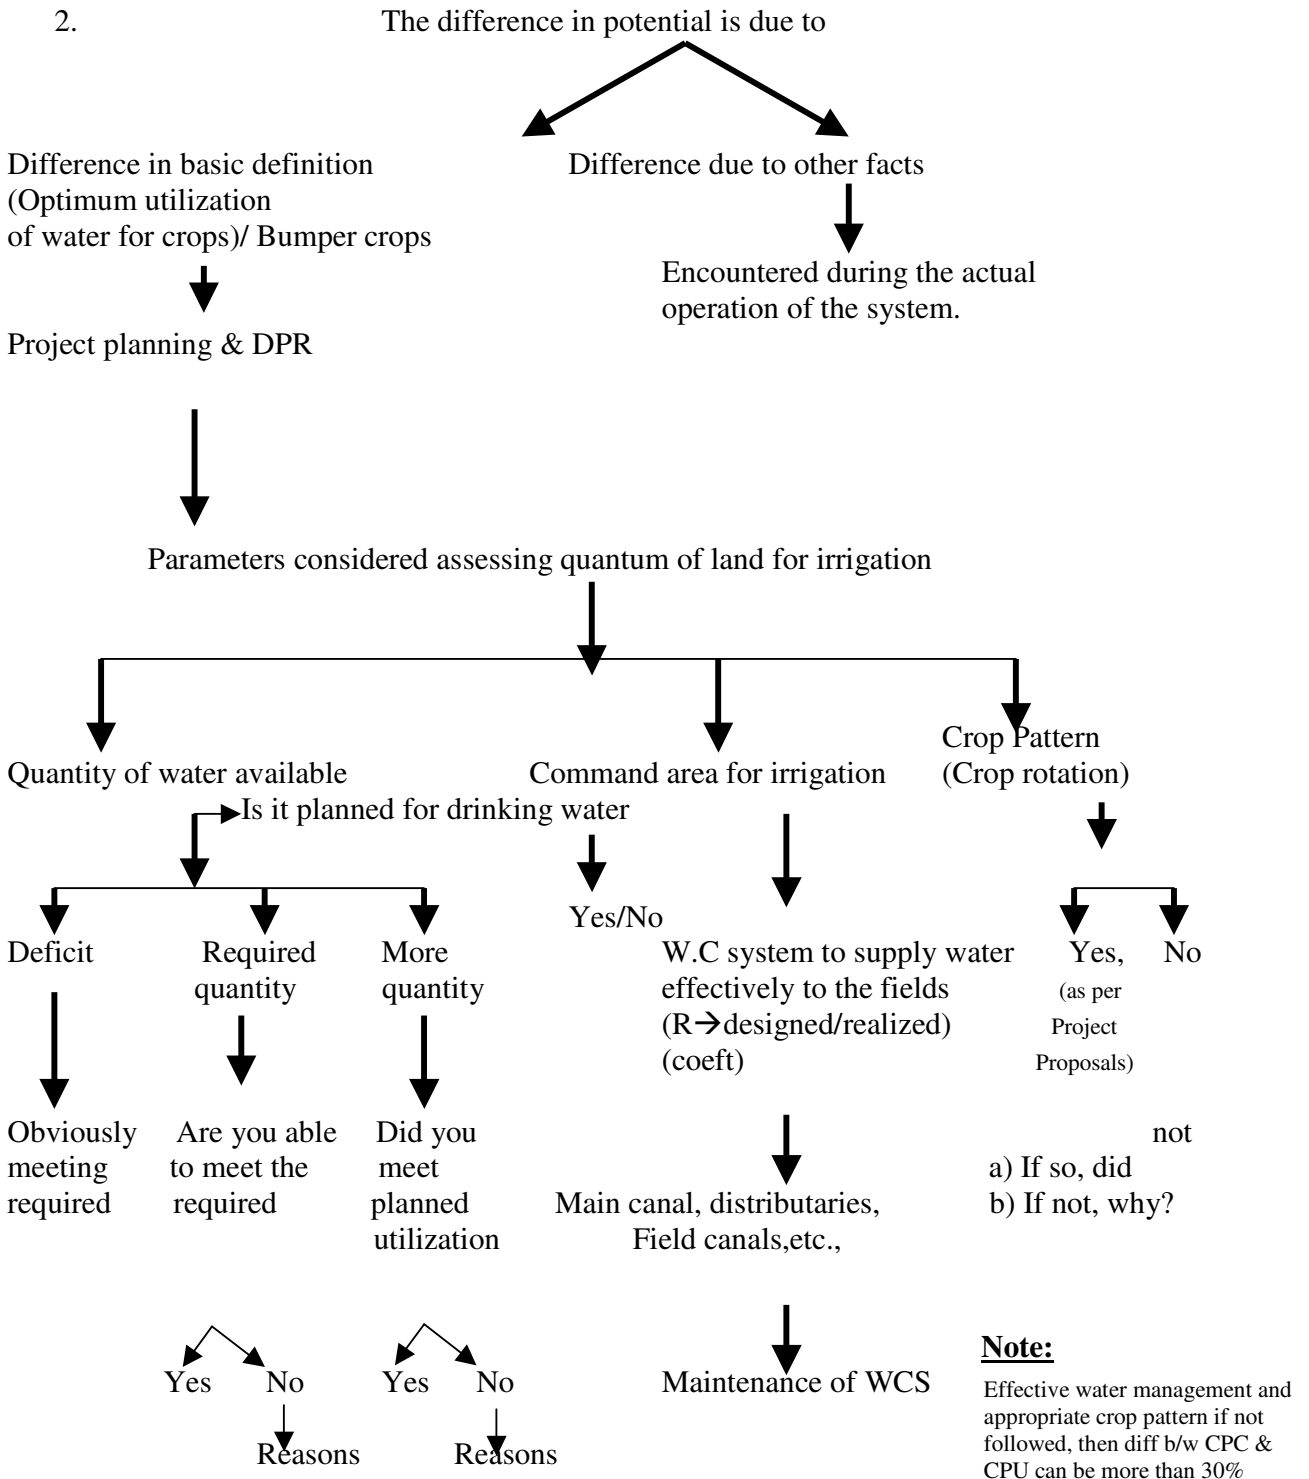 2. The difference in potential is due to
Difference in basic definition
(Optimum utilization
of water for crops)/ Bumper crops
Difference due to other facts
Encountered during the actual
operation of the system.
Project planning & DPR
Parameters considered assessing quantum of land for irrigation
Quantity of water available
Is it planned for drinking water
Yes/No
Command area for irrigation
Crop Pattern
(Crop rotation)
Deficit
Required
quantity
More
quantity
W.C system to supply water
effectively to the fields
(R→designed/realized)
(coeft)
Yes,
(as per
Project
Proposals)
No
Obviously
meeting
required
Are you able
to meet the
required
Did you
meet
planned
utilization
Main canal, distributaries,
Field canals,etc.,
not
a) If so, did
b) If not, why?
Yes No
Reasons
Yes No
Reasons
Maintenance of WCS
Note:
Effective water management and
appropriate crop pattern if not
followed, then diff b/w CPC &
CPU can be more than 30%